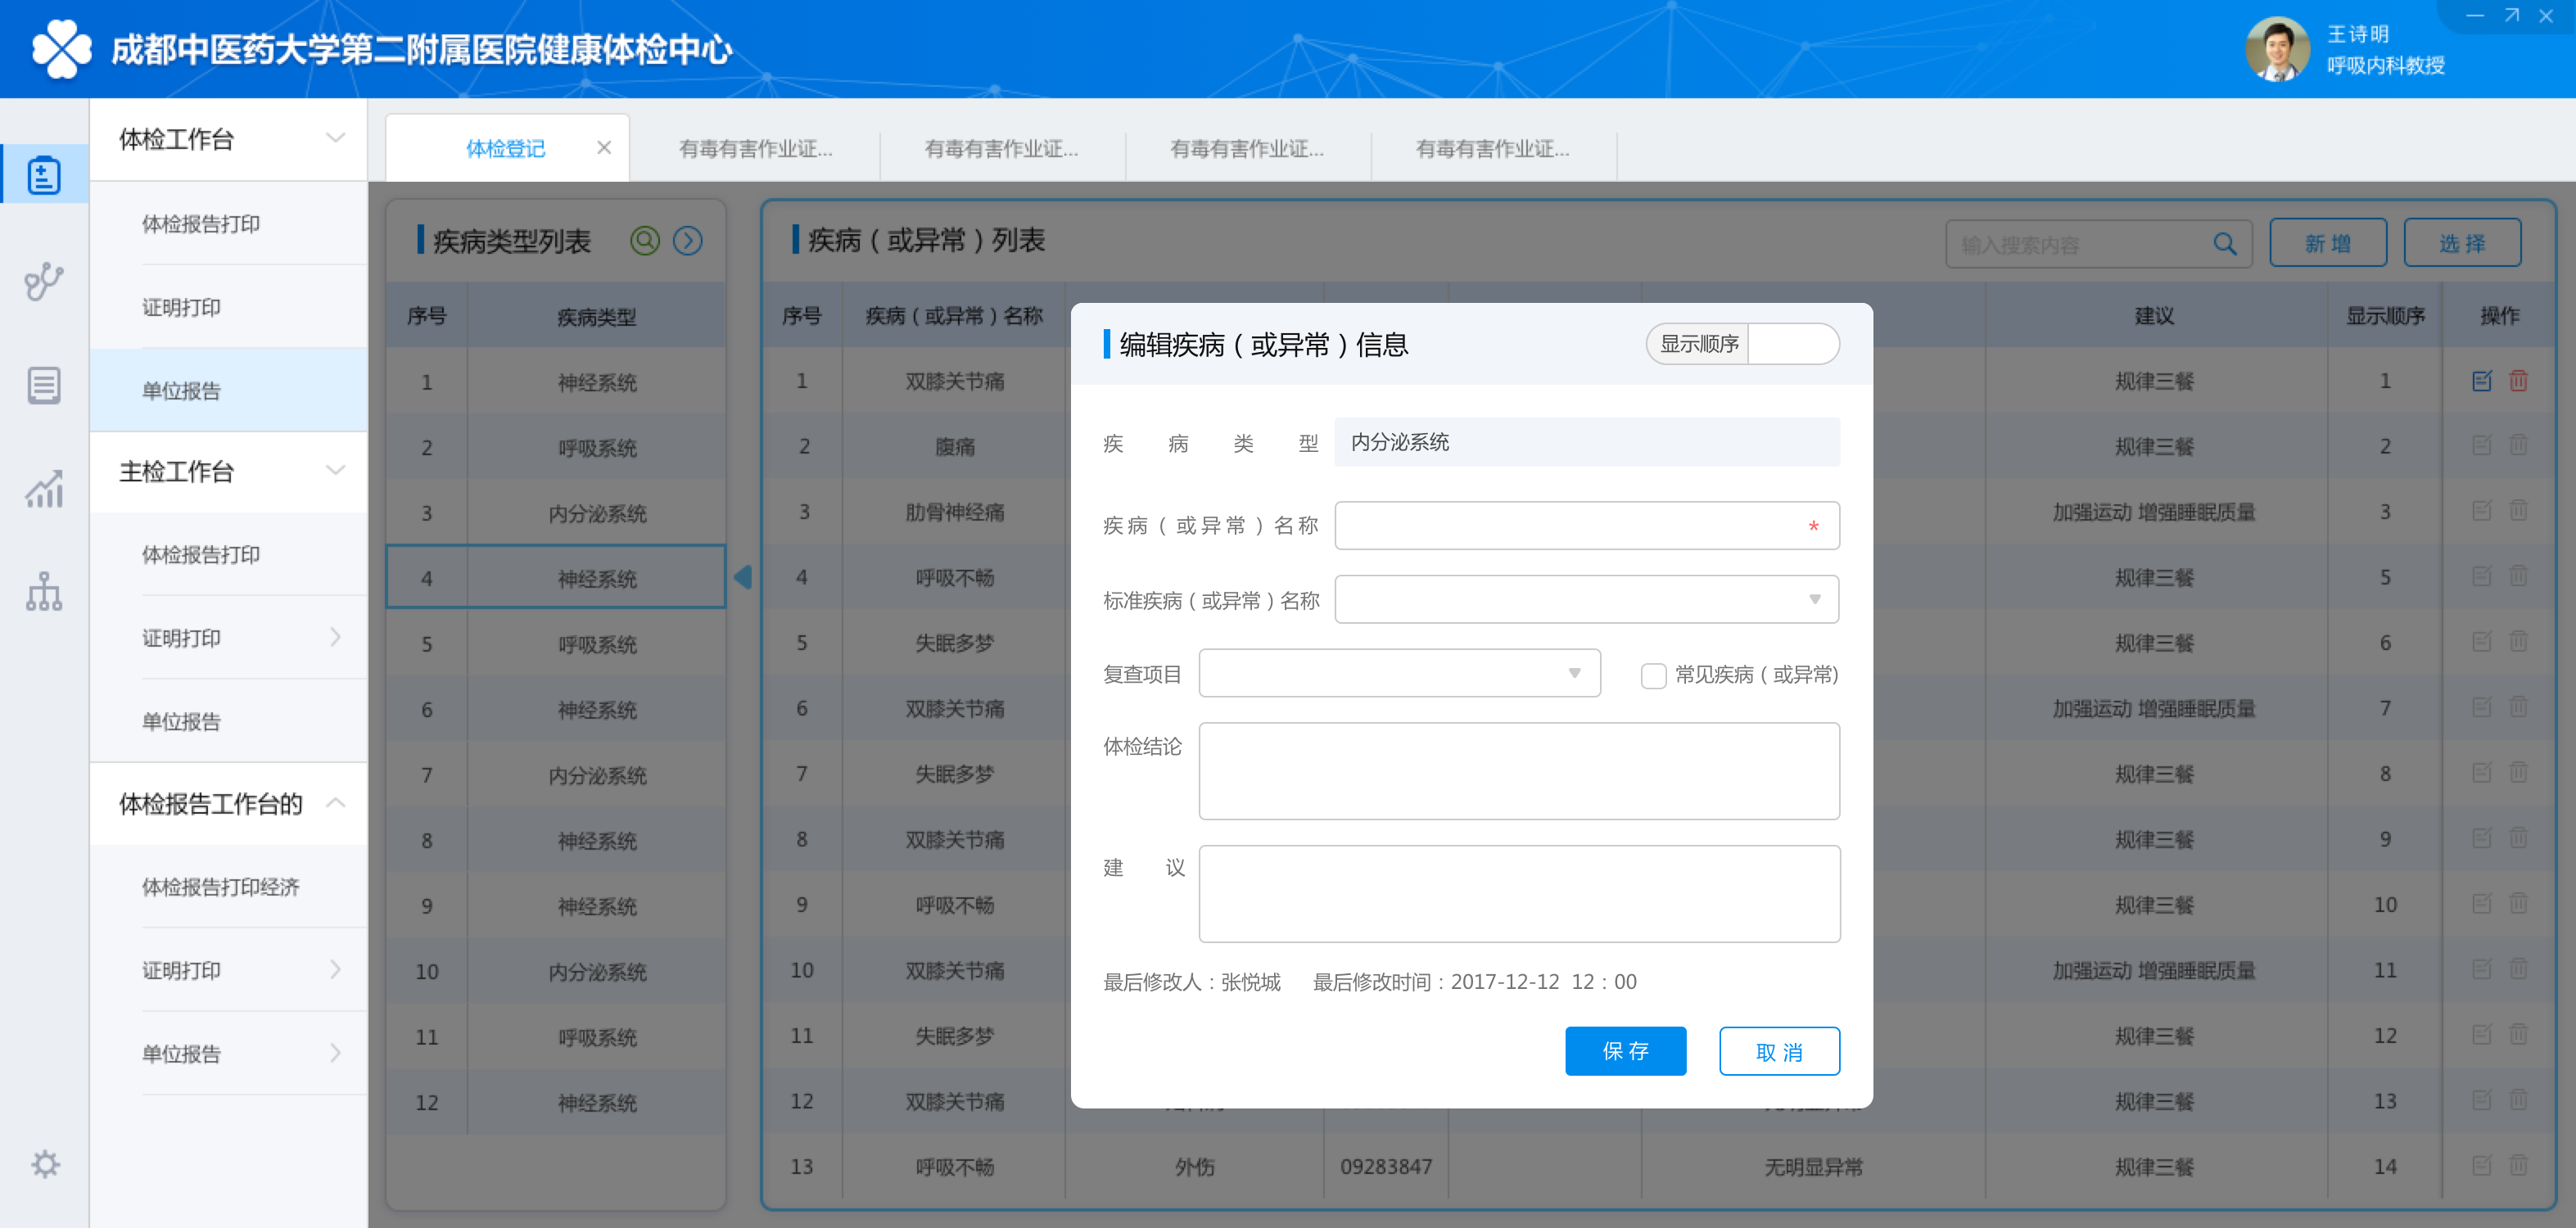 成都中医药大学第二附属医院健康体检中心
王诗明
呼吸内科教授
体检工作台
体检报告打印
证明打印
单位报告
主检工作台
体检报告打印
证明打印
单位报告
体检报告工作台的
体检报告打印经济
证明打印
单位报告
体检登记
有毒有害作业证...
有毒有害作业证...
有毒有害作业证...
有毒有害作业证...
疾病类型列表
序号 疾病类型
1 神经系统
2 呼吸系统
3 内分泌系统
4 神经系统
5 呼吸系统
6 神经系统
7 内分泌系统
8 神经系统
9 神经系统
10 内分泌系统
11 呼吸系统
12 神经系统
疾病（或异常）列表
输入搜索内容
新 增
选 择
序号 疾病（或异常）名称 建议 显示顺序 操作
1 双膝关节痛 规律三餐 1
2 腹痛 规律三餐 2
3 肋骨神经痛 加强运动 增强睡眠质量 3
4 呼吸不畅 规律三餐 5
5 失眠多梦 规律三餐 6
6 双膝关节痛 加强运动 增强睡眠质量 7
7 失眠多梦 规律三餐 8
8 双膝关节痛 规律三餐 9
9 呼吸不畅 规律三餐 10
10 双膝关节痛 加强运动 增强睡眠质量 11
11 失眠多梦 规律三餐 12
12 双膝关节痛 规律三餐 13
13 呼吸不畅 外伤 09283847 无明显异常 规律三餐 14
编辑疾病（或异常）信息
显示顺序
疾病类型 内分泌系统
疾病（或异常）名称 *
标准疾病（或异常）名称
复查项目
常见疾病（或异常)
体检结论
建议
最后修改人：张悦城 最后修改时间：2017-12-12 12：00
保 存
取 消